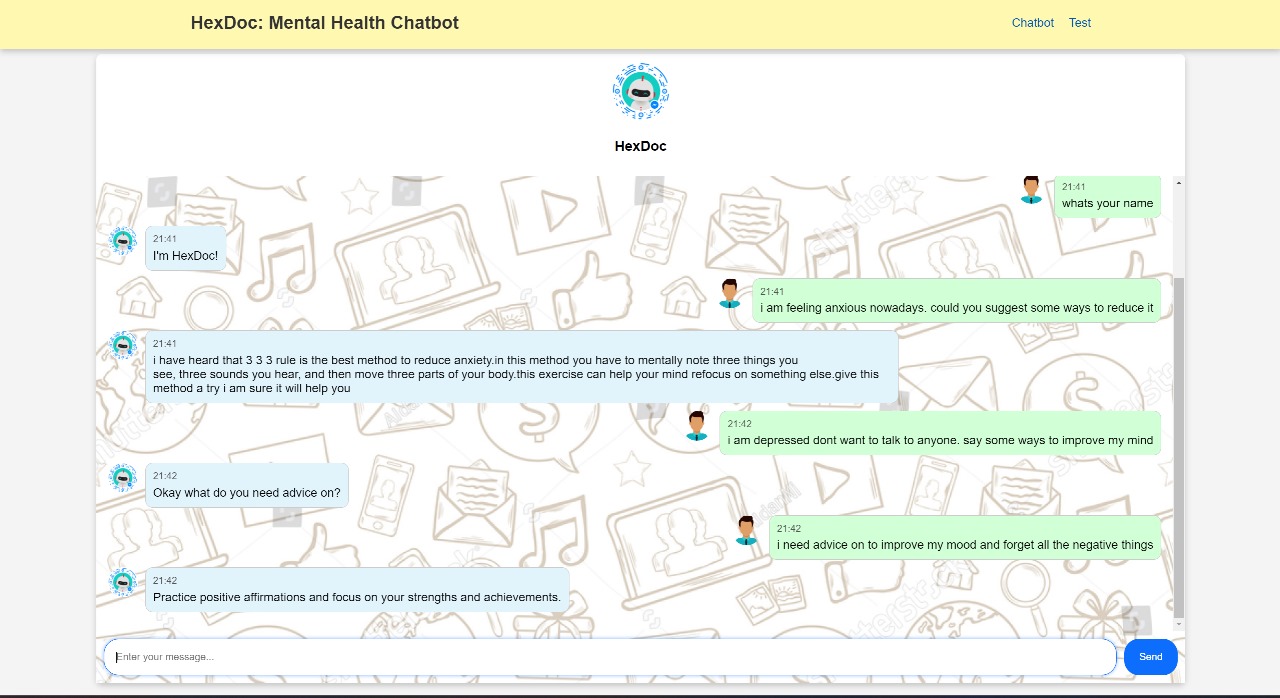 HexDoc: Mental Health Chatbot
Chatbot Test
HexDoc
21:41
whats your name
21:41
I'm HexDoc!
21:41
i am feeling anxious nowadays. could you suggest some ways to reduce it
21:41
i have heard that 3 3 3 rule is the best method to reduce anxiety.in this method you have to mentally note three things you
see, three sounds you hear, and then move three parts of your body.this exercise can help your mind refocus on something else.give this
method a try i am sure it will help you
21:42
i am depressed dont want to talk to anyone. say some ways to improve my mind
21:42
Okay what do you need advice on?
21:42
i need advice on to improve my mood and forget all the negative things
21:42
Practice positive affirmations and focus on your strengths and achievements.
Enter your message...
Send